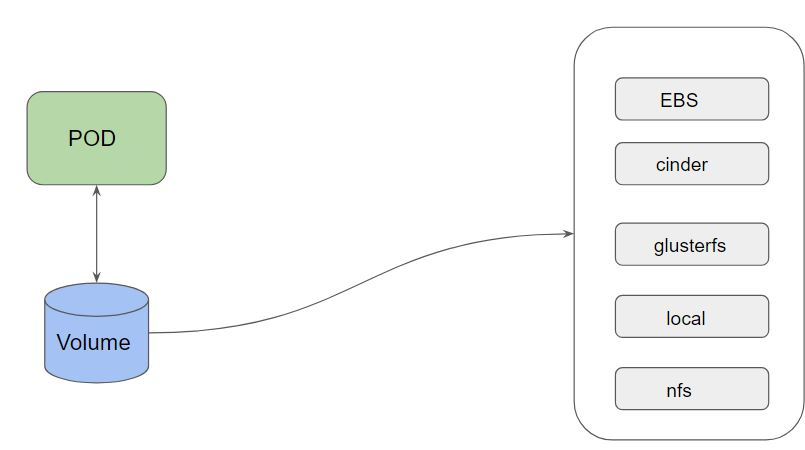 POD
Volume
EBS
cinder
glusterfs
local
nfs